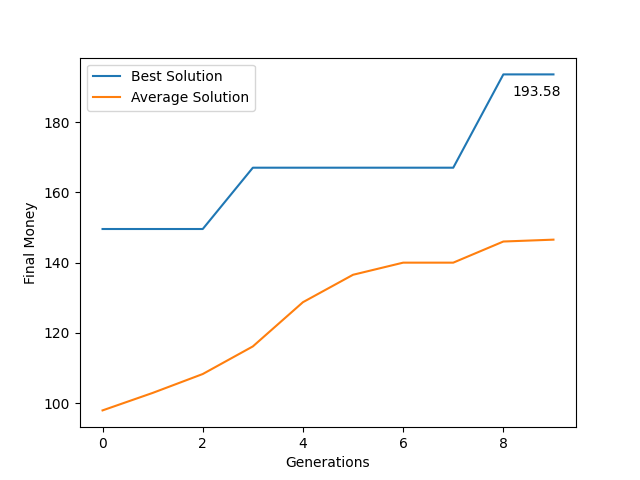 Best Solution
Average Solution
193.58
180
160
140
120
100
Final Money
0 2 4 6 8
Generations